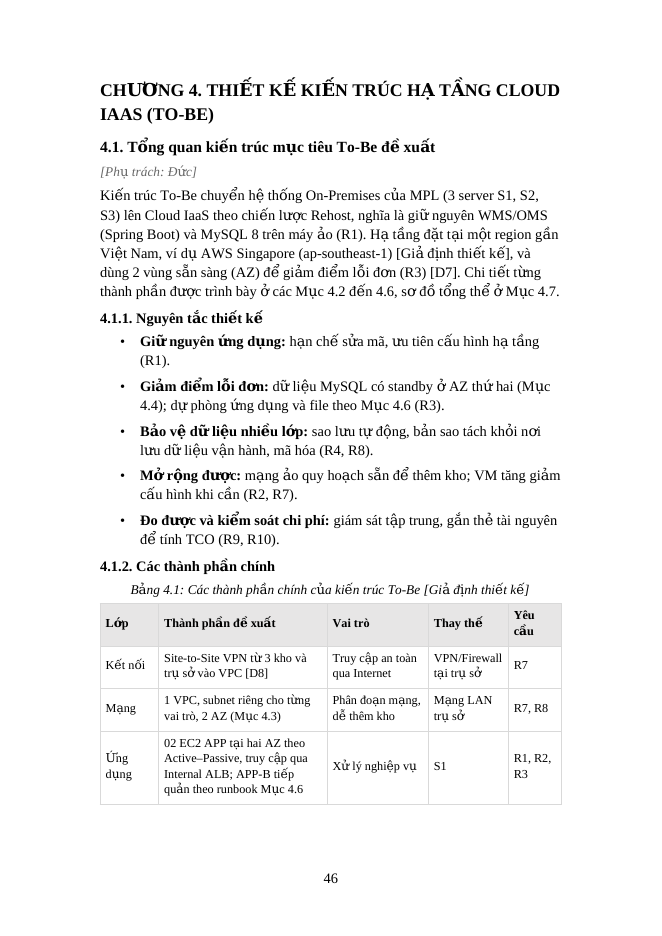 CHƯƠNG 4. THIẾT KẾ KIẾN TRÚC HẠ TẦNG CLOUD
IAAS (TO-BE)
4.1. Tổng quan kiến trúc mục tiêu To-Be đề xuất
[Phụ trách: Đức]
Kiến trúc To-Be chuyển hệ thống On-Premises của MPL (3 server S1, S2,
S3) lên Cloud IaaS theo chiến lược Rehost, nghĩa là giữ nguyên WMS/OMS
(Spring Boot) và MySQL 8 trên máy ảo (R1). Hạ tầng đặt tại một region gần
Việt Nam, ví dụ AWS Singapore (ap-southeast-1) [Giả định thiết kế], và
dùng 2 vùng sẵn sàng (AZ) để giảm điểm lỗi đơn (R3) [D7]. Chi tiết từng
thành phần được trình bày ở các Mục 4.2 đến 4.6, sơ đồ tổng thể ở Mục 4.7.
4.1.1. Nguyên tắc thiết kế
• Giữ nguyên ứng dụng: hạn chế sửa mã, ưu tiên cấu hình hạ tầng
(R1).
• Giảm điểm lỗi đơn: dữ liệu MySQL có standby ở AZ thứ hai (Mục
4.4); dự phòng ứng dụng và file theo Mục 4.6 (R3).
• Bảo vệ dữ liệu nhiều lớp: sao lưu tự động, bản sao tách khỏi nơi
lưu dữ liệu vận hành, mã hóa (R4, R8).
• Mở rộng được: mạng ảo quy hoạch sẵn để thêm kho; VM tăng giảm
cấu hình khi cần (R2, R7).
• Đo được và kiểm soát chi phí: giám sát tập trung, gắn thẻ tài nguyên
để tính TCO (R9, R10).
4.1.2. Các thành phần chính
Bảng 4.1: Các thành phần chính của kiến trúc To-Be [Giả định thiết kế]
Lớp Thành phần đề xuất Vai trò Thay thế Yêu
cầu
Kết nối Site-to-Site VPN từ 3 kho và Truy cập an toàn VPN/Firewall R7
trụ sở vào VPC [D8] qua Internet tại trụ sở
Mạng 1 VPC, subnet riêng cho từng Phân đoạn mạng, Mạng LAN R7, R8
vai trò, 2 AZ (Mục 4.3) dễ thêm kho trụ sở
Ứng 02 EC2 APP tại hai AZ theo Xử lý nghiệp vụ S1 R1, R2,
dụng Active–Passive, truy cập qua R3
Internal ALB; APP-B tiếp
quản theo runbook Mục 4.6
46